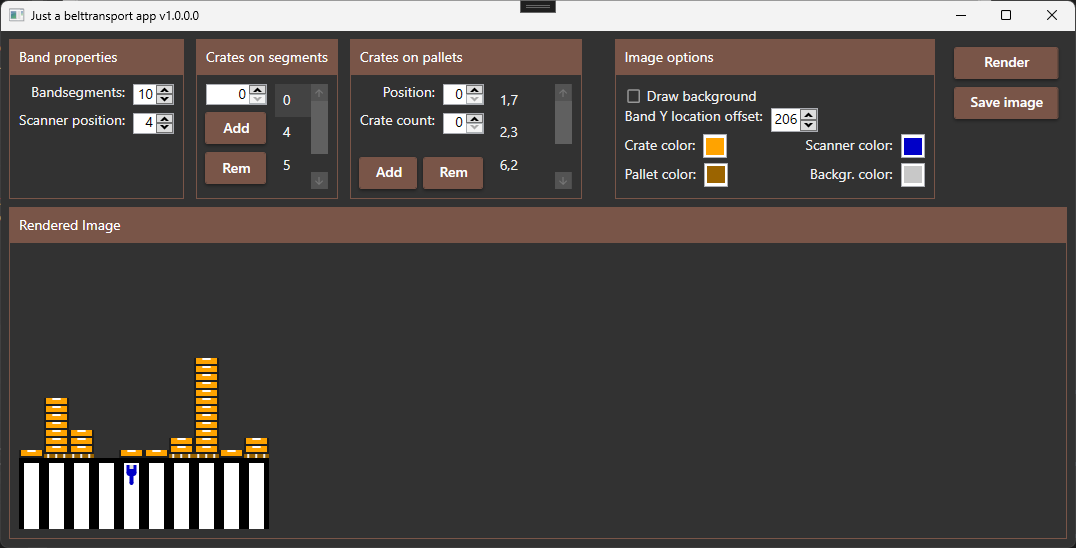 Just a belttransport app v1.0.0.0
Band properties
Bandsegments: 10
Scanner position: 4
Crates on segments
0
Add
Rem
0
4
5
Crates on pallets
Position: 0
Crate count: 0
Add Rem
1,7
2,3
6,2
Image options
Draw background
Band Y location offset: 206
Crate color: Scanner color:
Pallet color: Backgr. color:
Render
Save image
Rendered Image